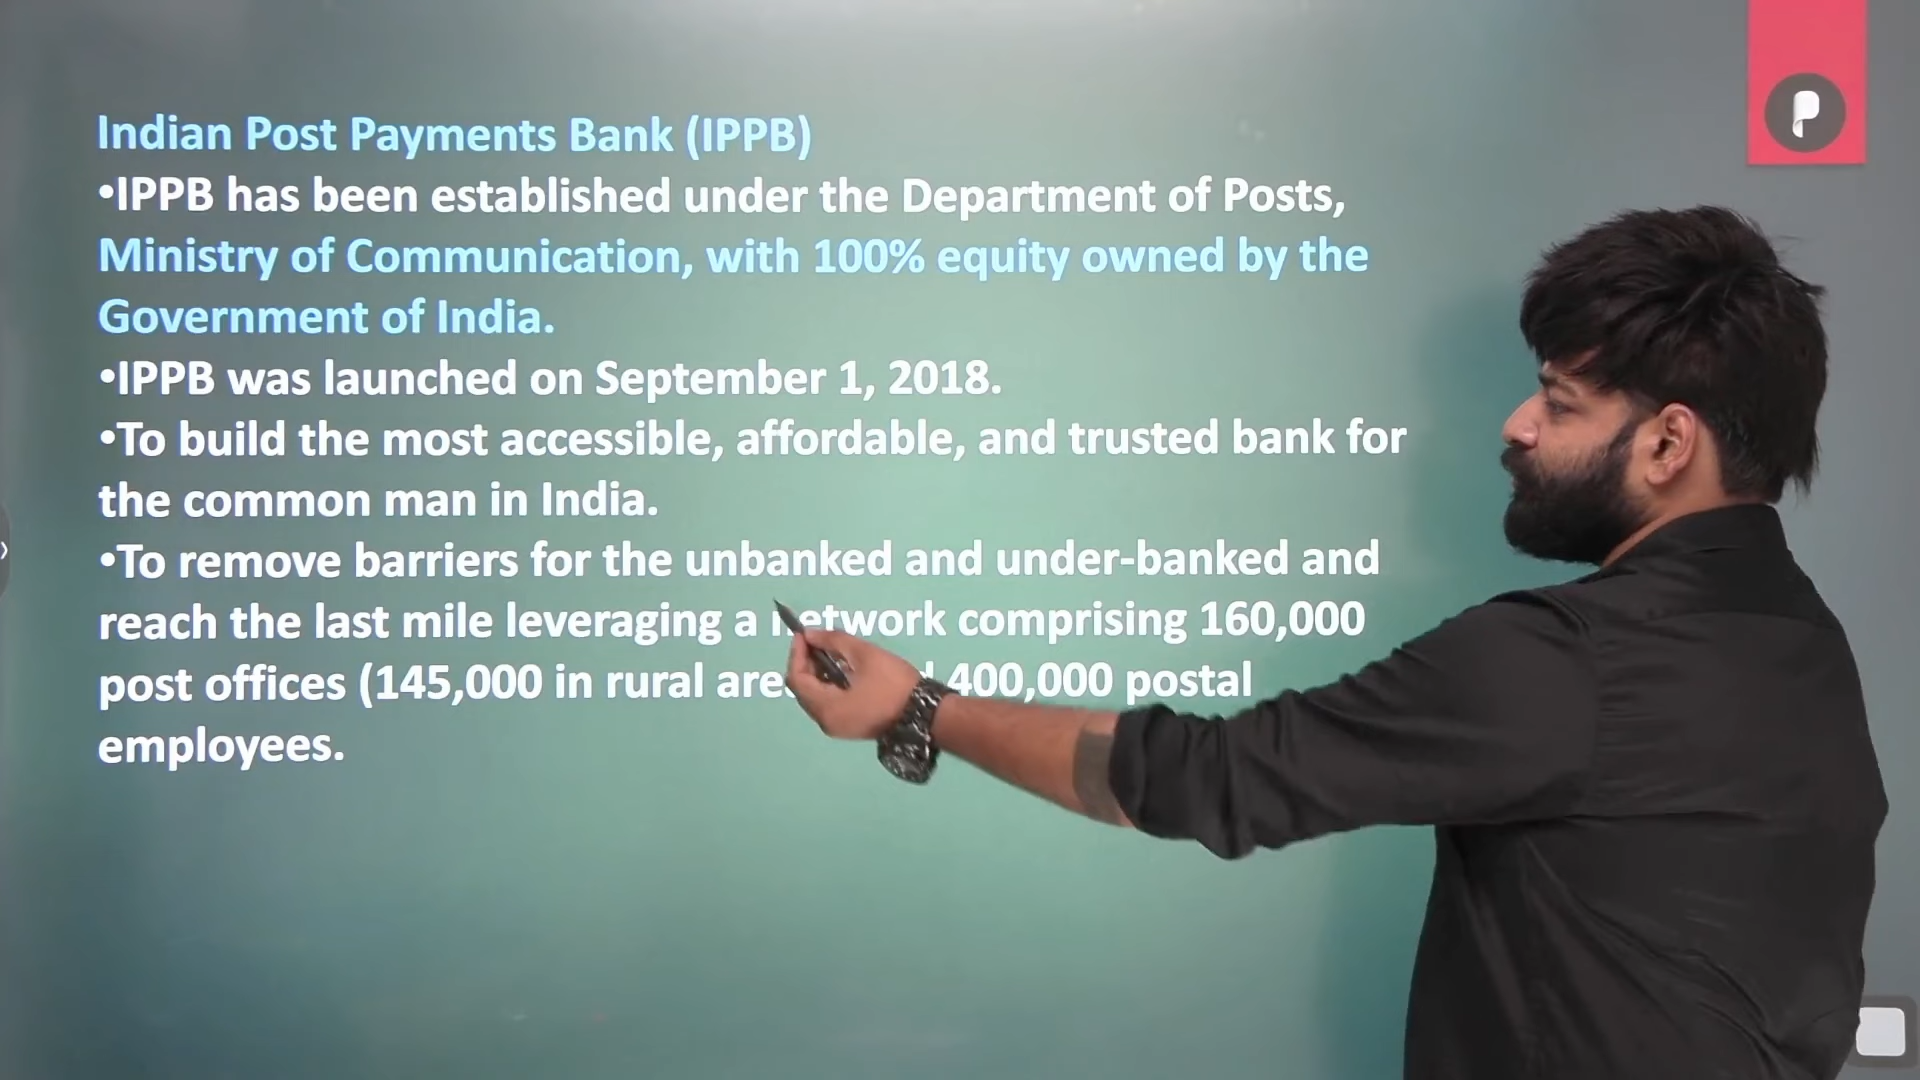 Indian Post Payments Bank (IPPB)
•IPPB has been established under the Department of Posts,
Ministry of Communication, with 100% equity owned by the
Government of India.
•IPPB was launched on September 1, 2018.
•To build the most accessible, affordable, and trusted bank for
the common man in India.
•To remove barriers for the unbanked and under-banked and
reach the last mile leveraging a network comprising 160,000
post offices (145,000 in rural 400,000 postal
employees.